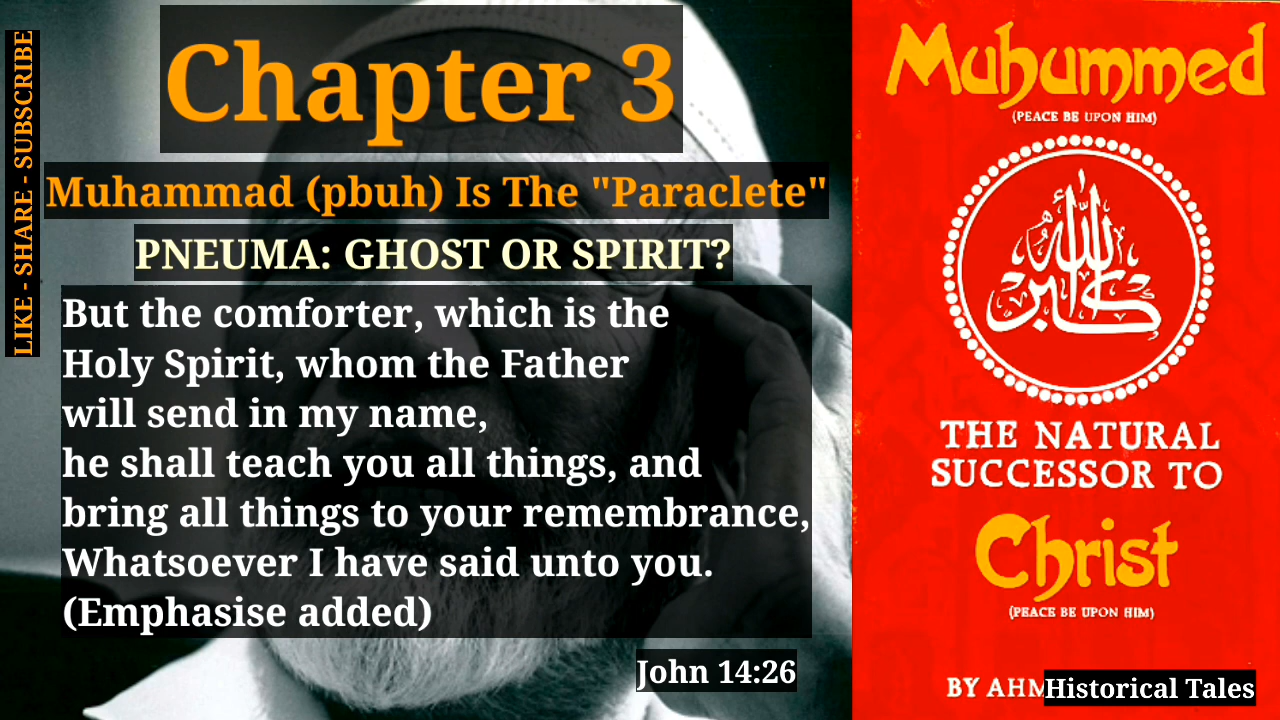 LIKE - SHARE - SUBSCRIBE
Chapter 3
Muhammad (pbuh) Is The "Paraclete"
PNEUMA: GHOST OR SPIRIT?
But the comforter, which is the
Holy Spirit, whom the Father
will send in my name,
he shall teach you all things, and
bring all things to your remembrance,
Whatsoever I have said unto you.
(Emphasise added)
John 14:26
Muhummed
(PEACE BE UPON HIM)
الله اكبر
THE NATURAL
SUCCESSOR TO
Christ
(PEACE BE UPON HIM)
BY AHM
Historical Tales